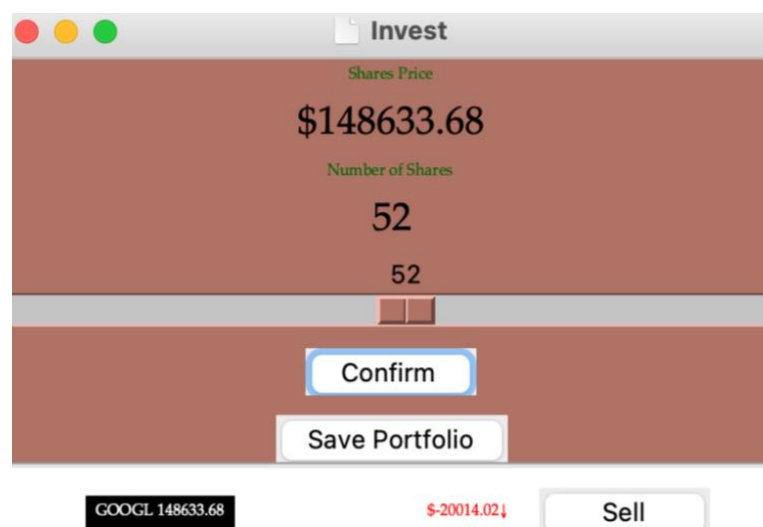 Invest
Shares Price
$148633.68
Number of Shares
52
52
Confirm
Save Portfolio
GOOGL 148633.68 $-20014.02↓ Sell